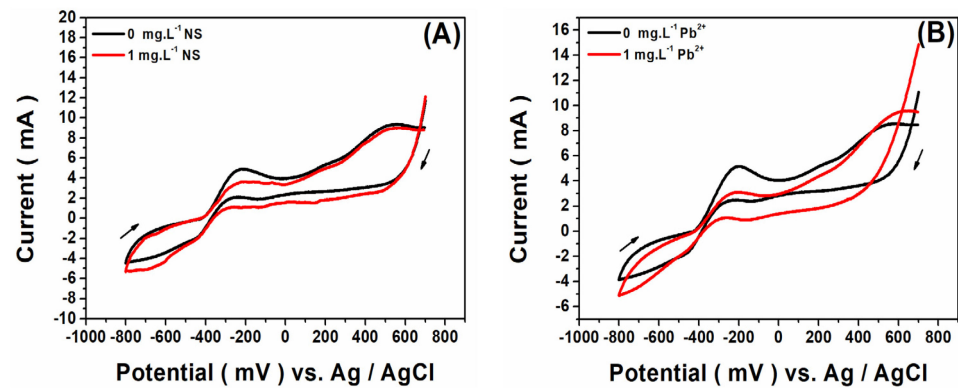 (A)
0 mg.L⁻¹ NS
1 mg.L⁻¹ NS
Current ( mA )
20
18
16
14
12
10
8
6
4
2
0
-2
-4
-6
-8
-10
-1000 -800 -600 -400 -200 0 200 400 600 800
Potential ( mV ) vs. Ag / AgCl
(B)
0 mg.L⁻¹ Pb²⁺
1 mg.L⁻¹ Pb²⁺
Current ( mA )
16
14
12
10
8
6
4
2
0
-2
-4
-6
-1000 -800 -600 -400 -200 0 200 400 600 800
Potential ( mV ) vs. Ag / AgCl